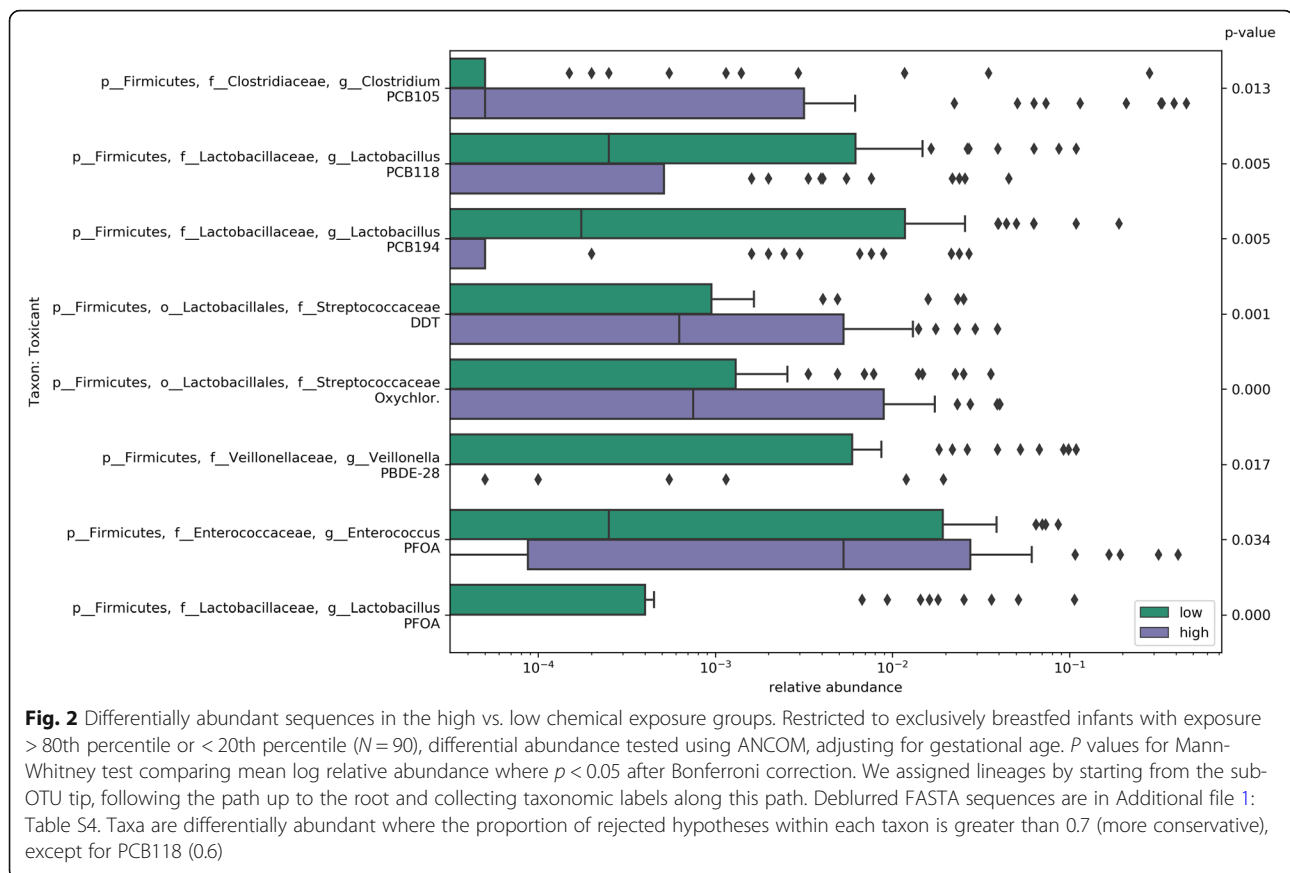 p-value
p__Firmicutes, f__Clostridiaceae, g__Clostridium
PCB105
0.013
p__Firmicutes, f__Lactobacillaceae, g__Lactobacillus
PCB118
0.005
p__Firmicutes, f__Lactobacillaceae, g__Lactobacillus
PCB194
0.005
p__Firmicutes, o__Lactobacillales, f__Streptococcaceae
DDT
0.001
p__Firmicutes, o__Lactobacillales, f__Streptococcaceae
Oxychlor.
0.000
p__Firmicutes, f__Veillonellaceae, g__Veillonella
PBDE-28
0.017
p__Firmicutes, f__Enterococcaceae, g__Enterococcus
PFOA
0.034
p__Firmicutes, f__Lactobacillaceae, g__Lactobacillus
PFOA
0.000
Taxon: Toxicant
low
high
10⁻⁴ 10⁻³ 10⁻² 10⁻¹
relative abundance
Fig. 2 Differentially abundant sequences in the high vs. low chemical exposure groups. Restricted to exclusively breastfed infants with exposure
> 80th percentile or < 20th percentile (N = 90), differential abundance tested using ANCOM, adjusting for gestational age. P values for Mann-
Whitney test comparing mean log relative abundance where p < 0.05 after Bonferroni correction. We assigned lineages by starting from the sub-
OTU tip, following the path up to the root and collecting taxonomic labels along this path. Deblurred FASTA sequences are in Additional file 1:
Table S4. Taxa are differentially abundant where the proportion of rejected hypotheses within each taxon is greater than 0.7 (more conservative),
except for PCB118 (0.6)